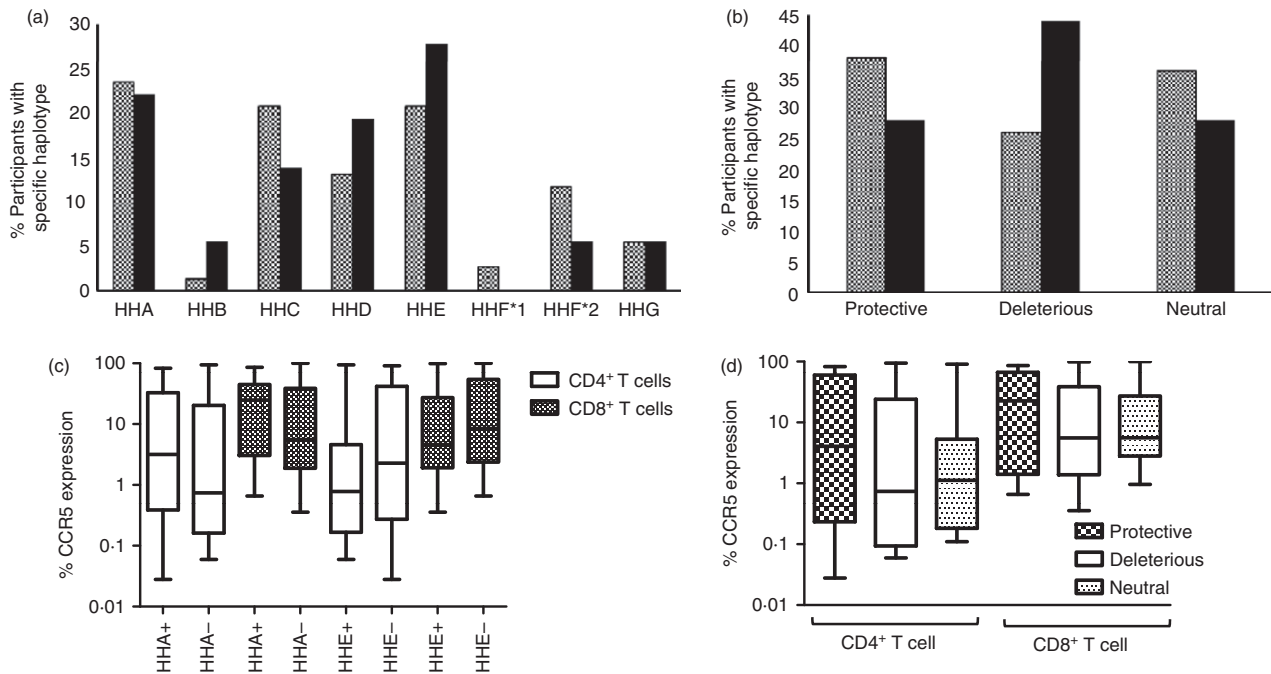 (a)
% Participants with
specific haplotype
30
25
20
15
10
5
0
HHA HHB HHC HHD HHE HHF*1 HHF*2 HHG
(b)
% Participants with
specific haplotype
45
40
35
30
25
20
15
10
5
0
Protective Deleterious Neutral
(c)
% CCR5 expression
100
10
1
0·1
0·01
HHA+ HHA– HHA+ HHA– HHE+ HHE– HHE+ HHE–
CD4+ T cells
CD8+ T cells
(d)
% CCR5 expression
100
10
1
0·1
0·01
Protective
Deleterious
Neutral
CD4+ T cell CD8+ T cell